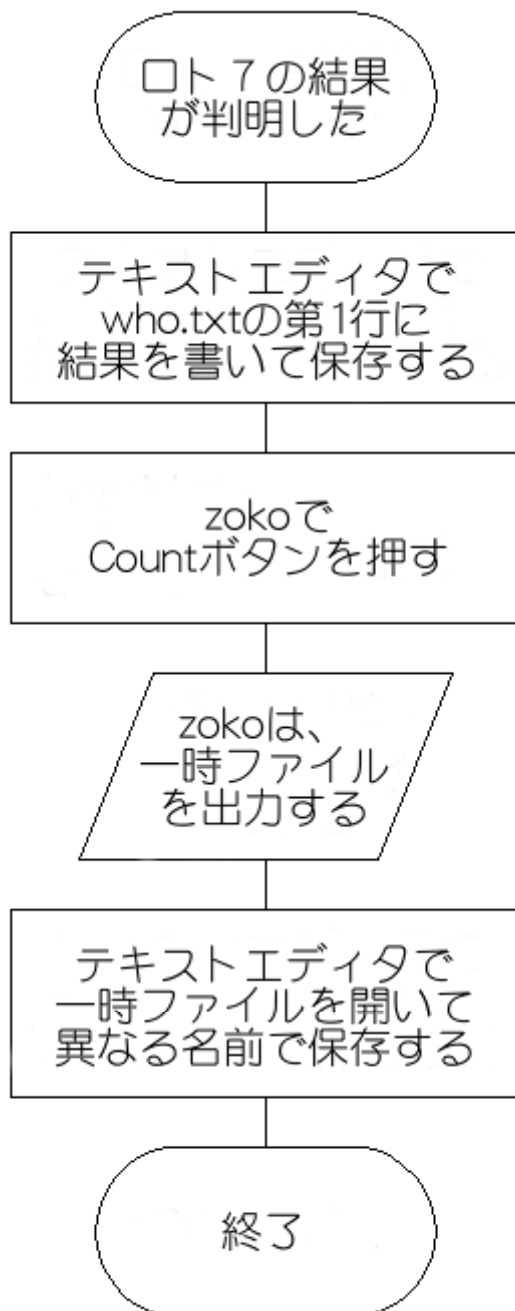 ロト７の結果
が判明した
テキストエディタで
who.txtの第1行に
結果を書いて保存する
zokoで
Countボタンを押す
zokoは、
一時ファイル
を出力する
テキストエディタで
一時ファイルを開いて
異なる名前で保存する
終了